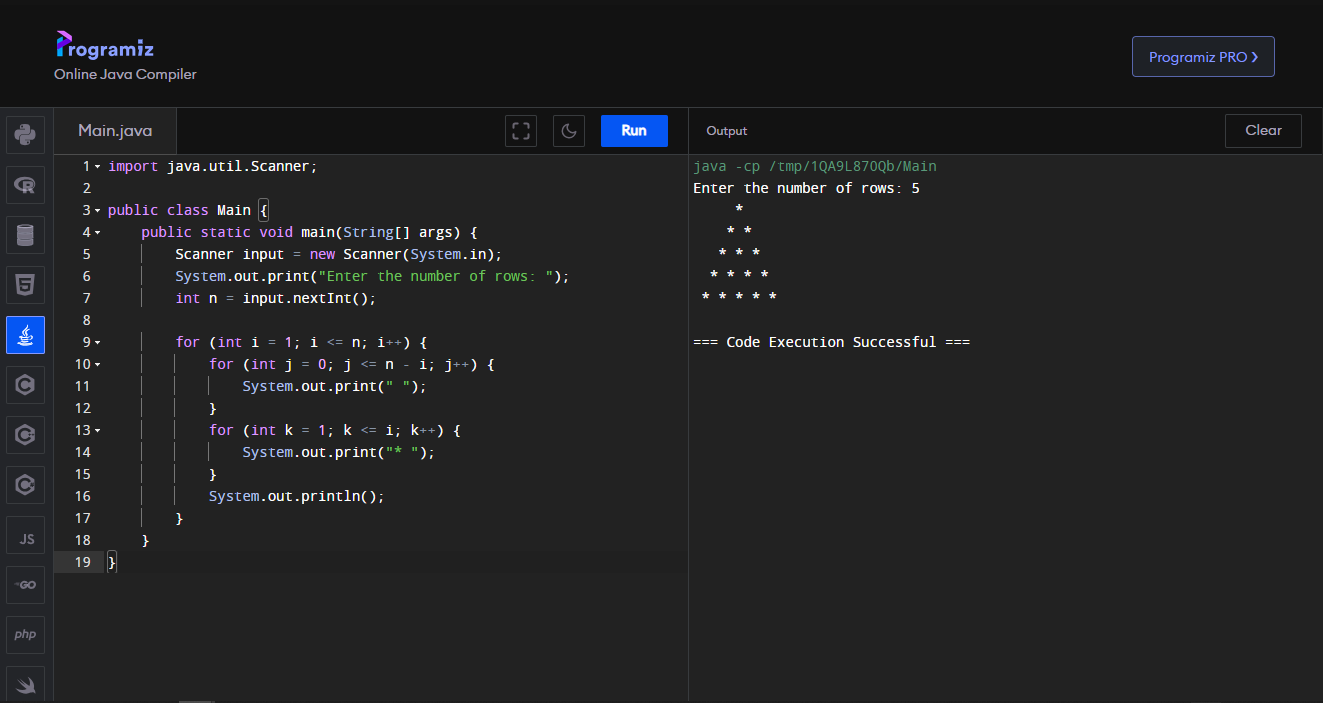 Programiz
Online Java Compiler
Programiz PRO ❯
Main.java
Run
Output
Clear
1 import java.util.Scanner;
2
3 public class Main {
4     public static void main(String[] args) {
5         Scanner input = new Scanner(System.in);
6         System.out.print("Enter the number of rows: ");
7         int n = input.nextInt();
8
9         for (int i = 1; i <= n; i++) {
10             for (int j = 0; j <= n - i; j++) {
11                 System.out.print(" ");
12             }
13             for (int k = 1; k <= i; k++) {
14                 System.out.print("* ");
15             }
16             System.out.println();
17         }
18     }
19 }
java -cp /tmp/1QA9L870Qb/Main
Enter the number of rows: 5
     *
    * *
   * * *
  * * * *
 * * * * *
=== Code Execution Successful ===
R
JS
GO
php